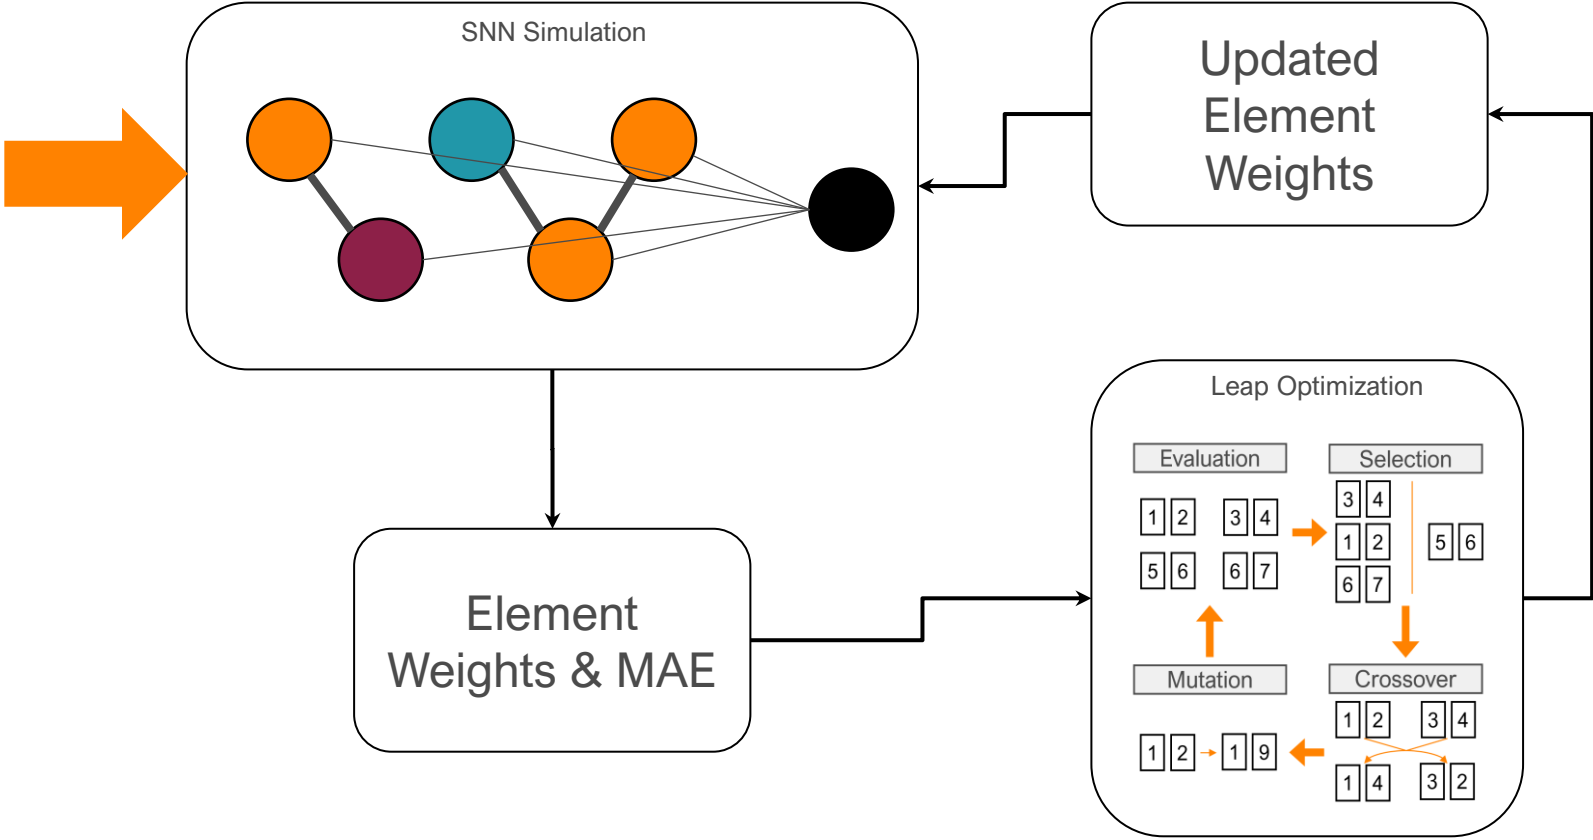 SNN Simulation
Updated
Element
Weights
Element
Weights & MAE
Leap Optimization
Evaluation
1 2 3 4
5 6 6 7
Selection
3 4
1 2
6 7
5 6
Crossover
1 2 3 4
1 4 3 2
Mutation
1 2 1 9